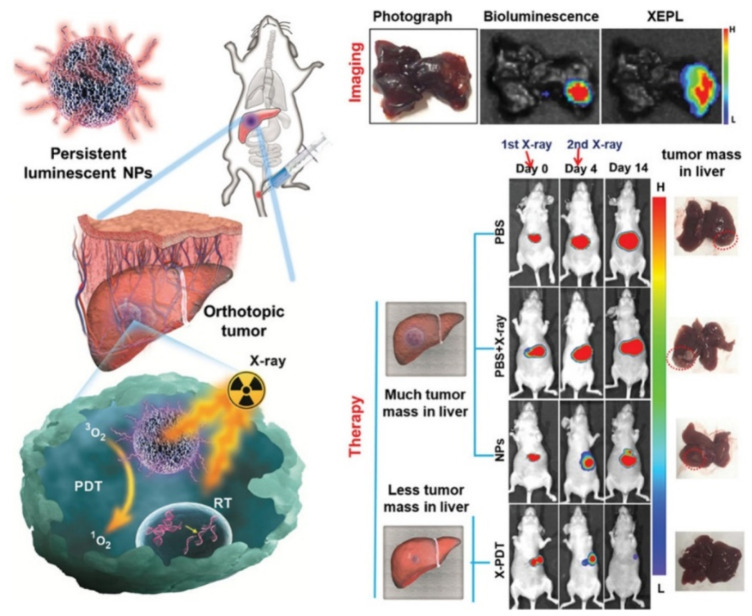 Persistent
luminescent NPs
Orthotopic
tumor
X-ray
³O₂
PDT
¹O₂
RT
Imaging
Photograph
Bioluminescence
XEPL
H
L
Therapy
Much tumor
mass in liver
Less tumor
mass in liver
1st X-ray
2nd X-ray
Day 0
Day 4
Day 14
tumor mass
in liver
PBS
PBS+X-ray
NPs
X-PDT
H
L